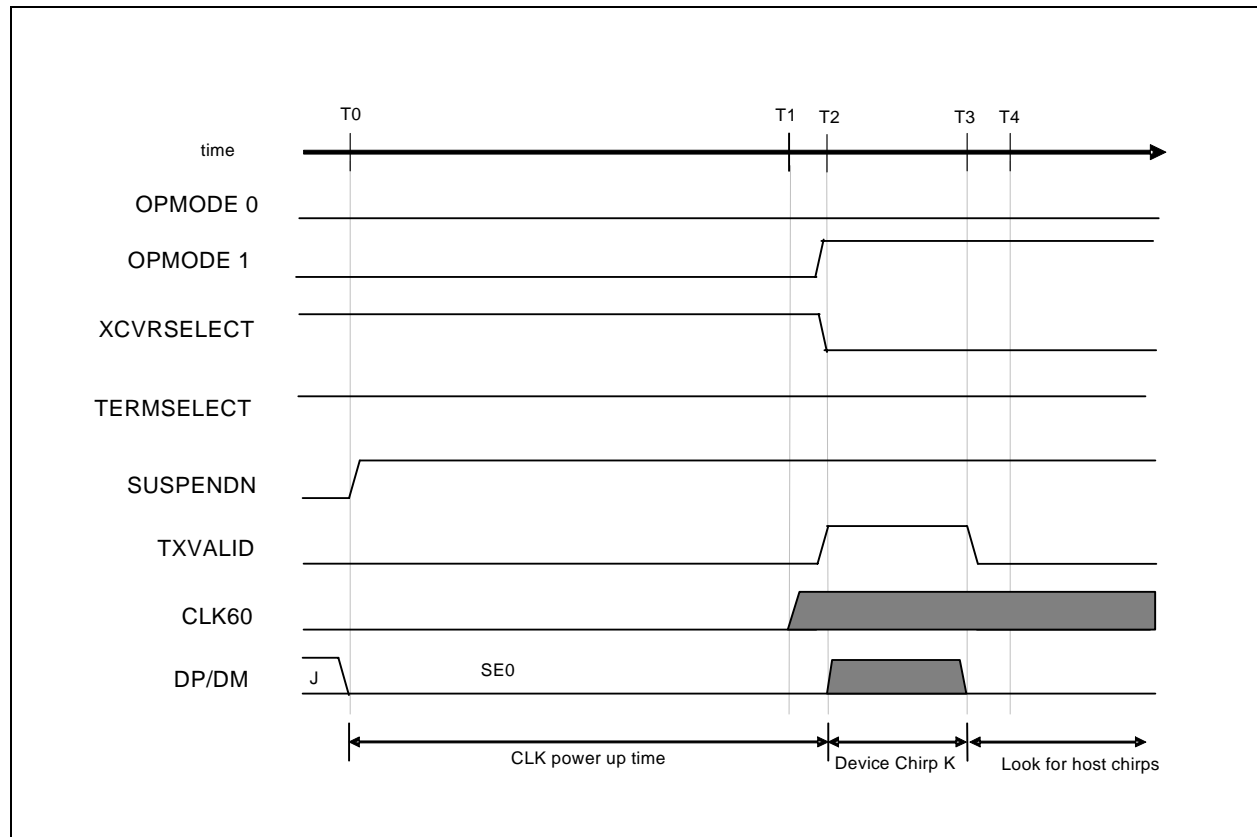 T0
T1
T2
T3
T4
time
OPMODE 0
OPMODE 1
XCVRSELECT
TERMSELECT
SUSPENDN
TXVALID
CLK60
DP/DM
J
SE0
CLK power up time
Device Chirp K
Look for host chirps